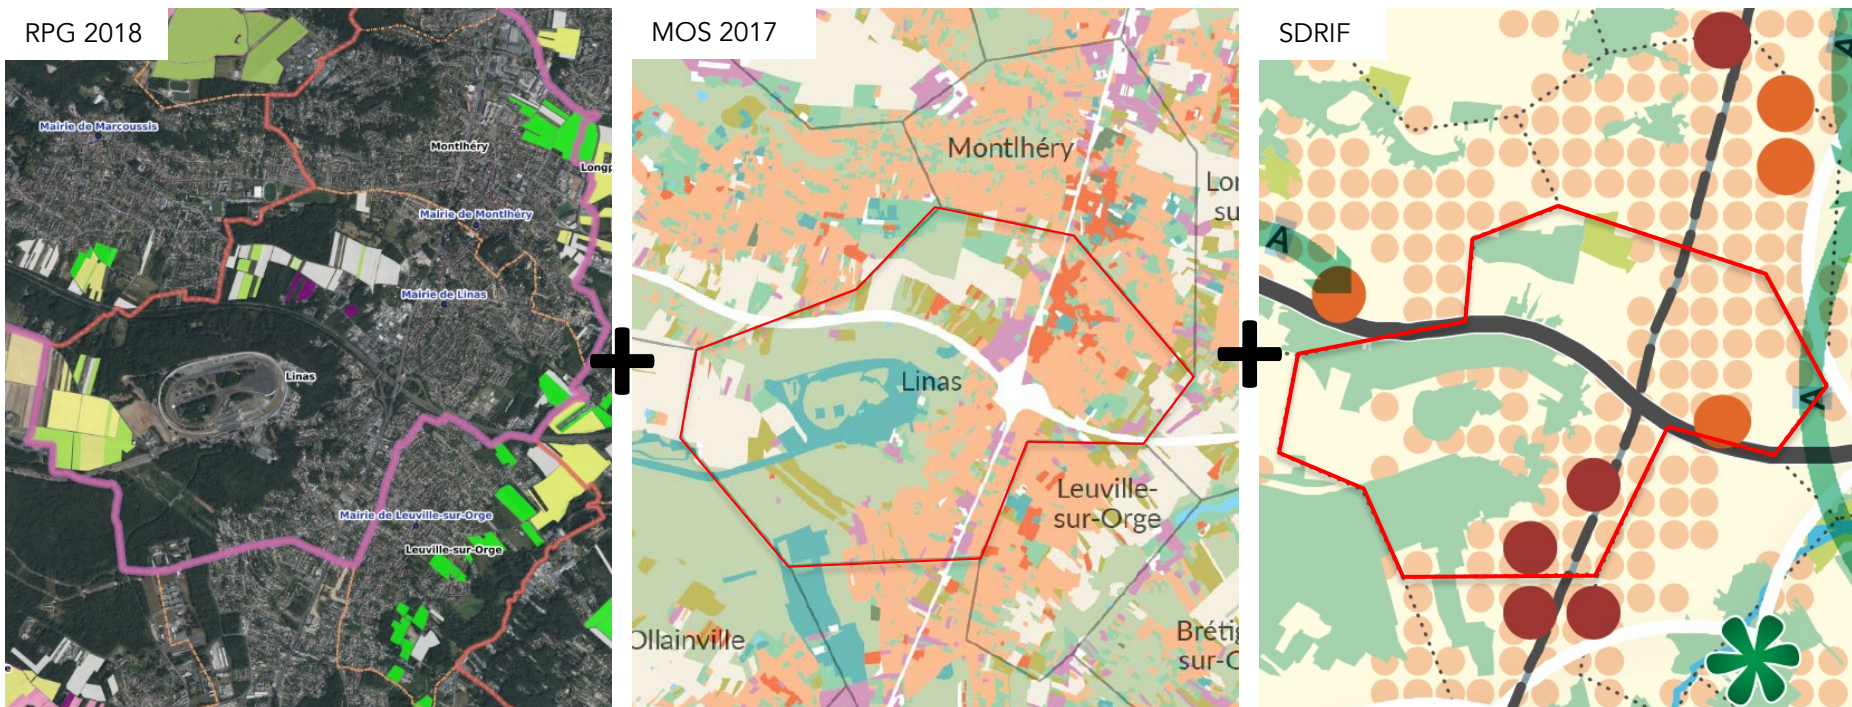 RPG 2018
Mairie de Marcoussis
Montlhéry
Longp
Mairie de Montlhéry
Mairie de Linas
Linas
Mairie de Leuville-sur-Orge
Leuville-sur-Orge
e
+
MOS 2017
Montlhéry
Lon
su
Linas
Leuville-
sur-Orge
Ollainville
Brétig
sur-O
+
SDRIF
A
A
A